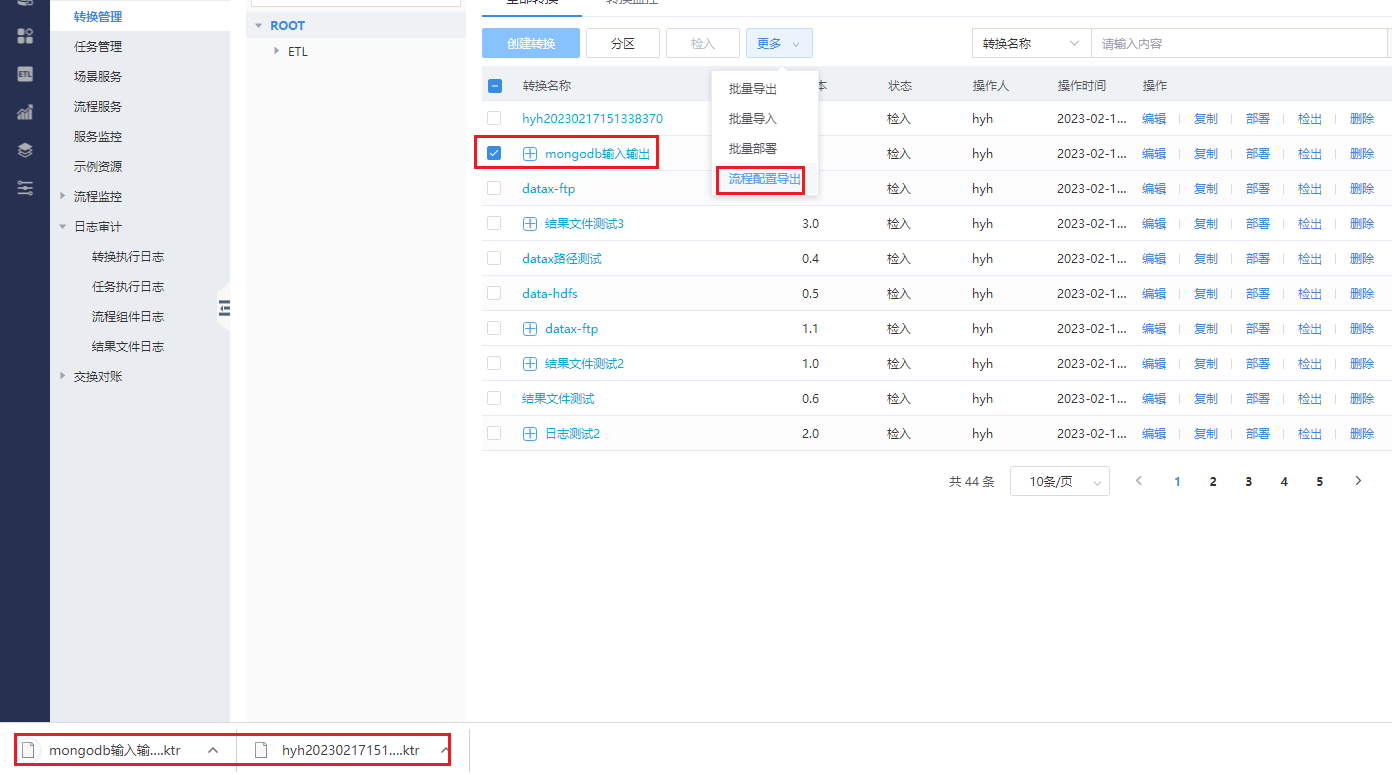 转换管理
任务管理
场景服务
流程服务
服务监控
示例资源
流程监控
日志审计
转换执行日志
任务执行日志
流程组件日志
结果文件日志
交换对账
ETL
ROOT
ETL
全部转换 转换监控
创建转换 分区 检入 更多 转换名称 请输入内容
批量导出
批量导入
批量部署
流程配置导出
转换名称 本 状态 操作人 操作时间 操作
hyh20230217151338370 检入 hyh 2023-02-1... 编辑 复制 部署 检出 删除
mongodb输入输出 检入 hyh 2023-02-1... 编辑 复制 部署 检出 删除
datax-ftp 检入 hyh 2023-02-1... 编辑 复制 部署 检出 删除
结果文件测试3 3.0 检入 hyh 2023-02-1... 编辑 复制 部署 检出 删除
datax路径测试 0.4 检入 hyh 2023-02-1... 编辑 复制 部署 检出 删除
data-hdfs 0.5 检入 hyh 2023-02-1... 编辑 复制 部署 检出 删除
datax-ftp 1.1 检入 hyh 2023-02-1... 编辑 复制 部署 检出 删除
结果文件测试2 1.0 检入 hyh 2023-02-1... 编辑 复制 部署 检出 删除
结果文件测试 0.6 检入 hyh 2023-02-1... 编辑 复制 部署 检出 删除
日志测试2 2.0 检入 hyh 2023-02-1... 编辑 复制 部署 检出 删除
共 44 条 10条/页 1 2 3 4 5
mongodb输入输....ktr hyh20230217151....ktr